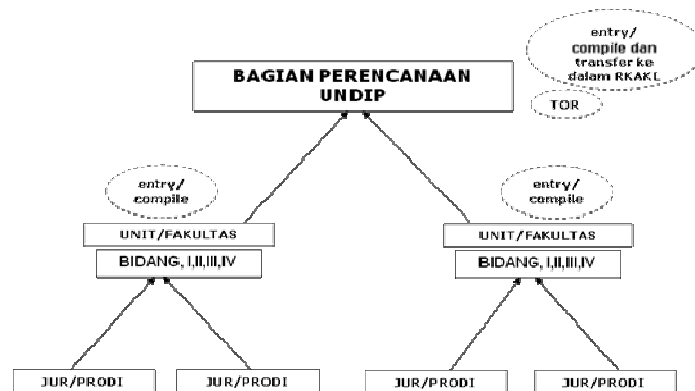 entry/
compile dan
transfer ke
dalam RKAKL
BAGIAN PERENCANAAN
UNDIP
TOR
entry/
compile
entry/
compile
UNIT/FAKULTAS
UNIT/FAKULTAS
BIDANG, I,II,III,IV
BIDANG, I,II,III,IV
JUR/PRODI
JUR/PRODI
JUR/PRODI
JUR/PRODI